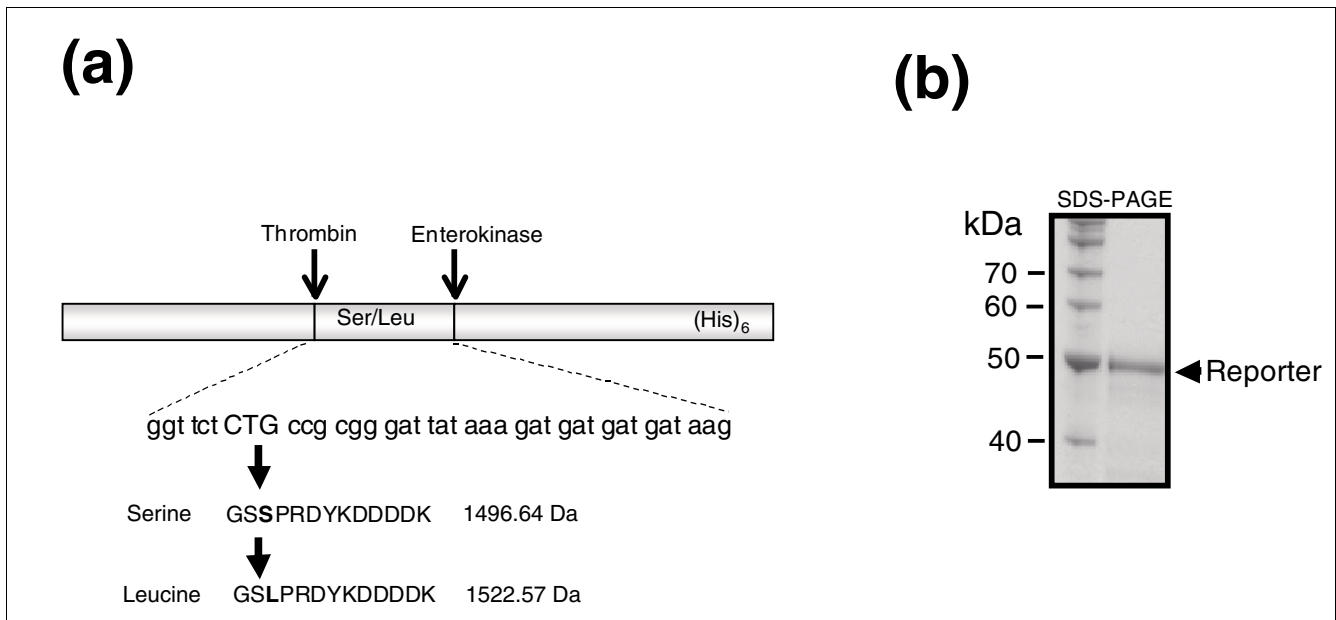 (a)
Thrombin Enterokinase
Ser/Leu (His)6
ggt tct CTG ccg cgg gat tat aaa gat gat gat gat aag
Serine GSSPRDYKDDDDK 1496.64 Da
Leucine GSLPRDYKDDDDK 1522.57 Da
(b)
SDS-PAGE
kDa
70
60
50
Reporter
40